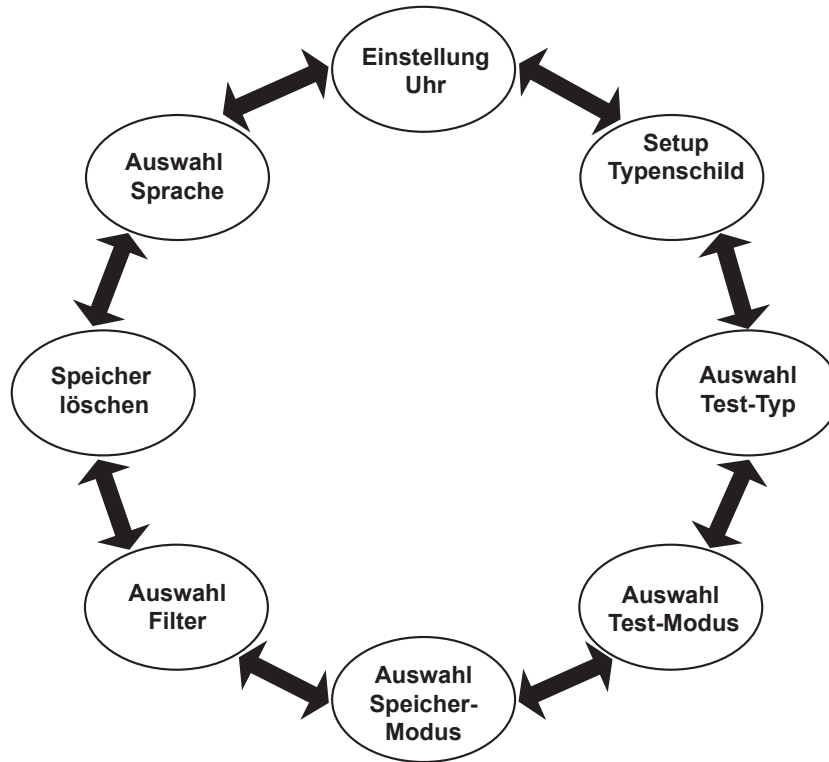 Einstellung
Uhr
Setup
Typenschild
Auswahl
Test-Typ
Auswahl
Test-Modus
Auswahl
Speicher-
Modus
Auswahl
Filter
Speicher
löschen
Auswahl
Sprache